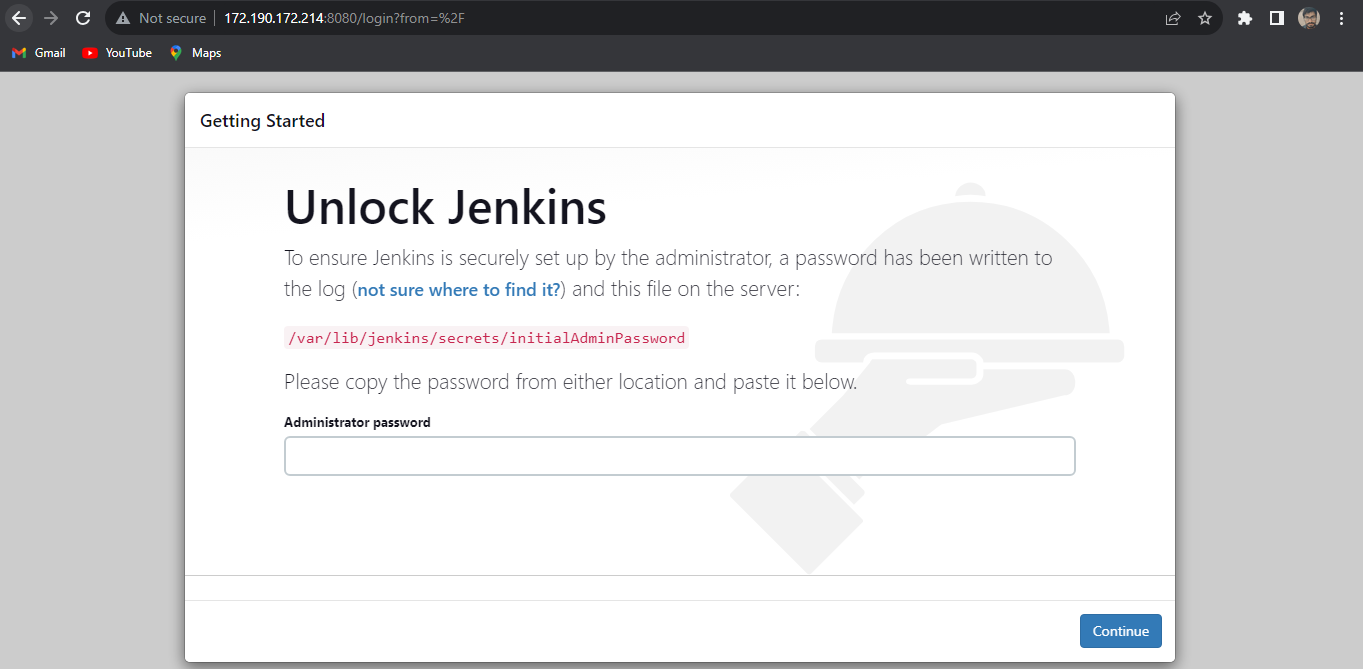 Not secure 172.190.172.214:8080/login?from=%2F
Gmail YouTube Maps
Getting Started
Unlock Jenkins
To ensure Jenkins is securely set up by the administrator, a password has been written to
the log (not sure where to find it?) and this file on the server:
/var/lib/jenkins/secrets/initialAdminPassword
Please copy the password from either location and paste it below.
Administrator password
Continue